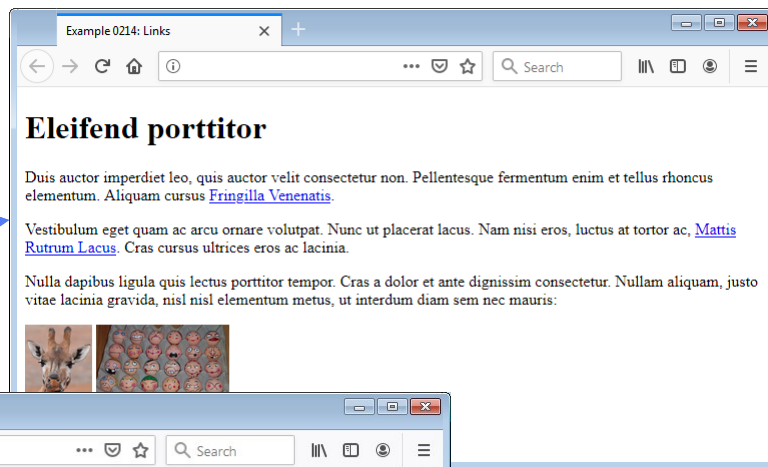 Example 0214: Links
Search
Eleifend porttitor
Duis auctor imperdiet leo, quis auctor velit consectetur non. Pellentesque fermentum enim et tellus rhoncus
elementum. Aliquam cursus Fringilla Venenatis.
Vestibulum eget quam ac arcu ornare volutpat. Nunc ut placerat lacus. Nam nisi eros, luctus at tortor ac, Mattis
Rutrum Lacus. Cras cursus ultrices eros ac lacinia.
Nulla dapibus ligula quis lectus porttitor tempor. Cras a dolor et ante dignissim consectetur. Nullam aliquam, justo
vitae lacinia gravida, nisl nisl elementum metus, ut interdum diam sem nec mauris:
Search